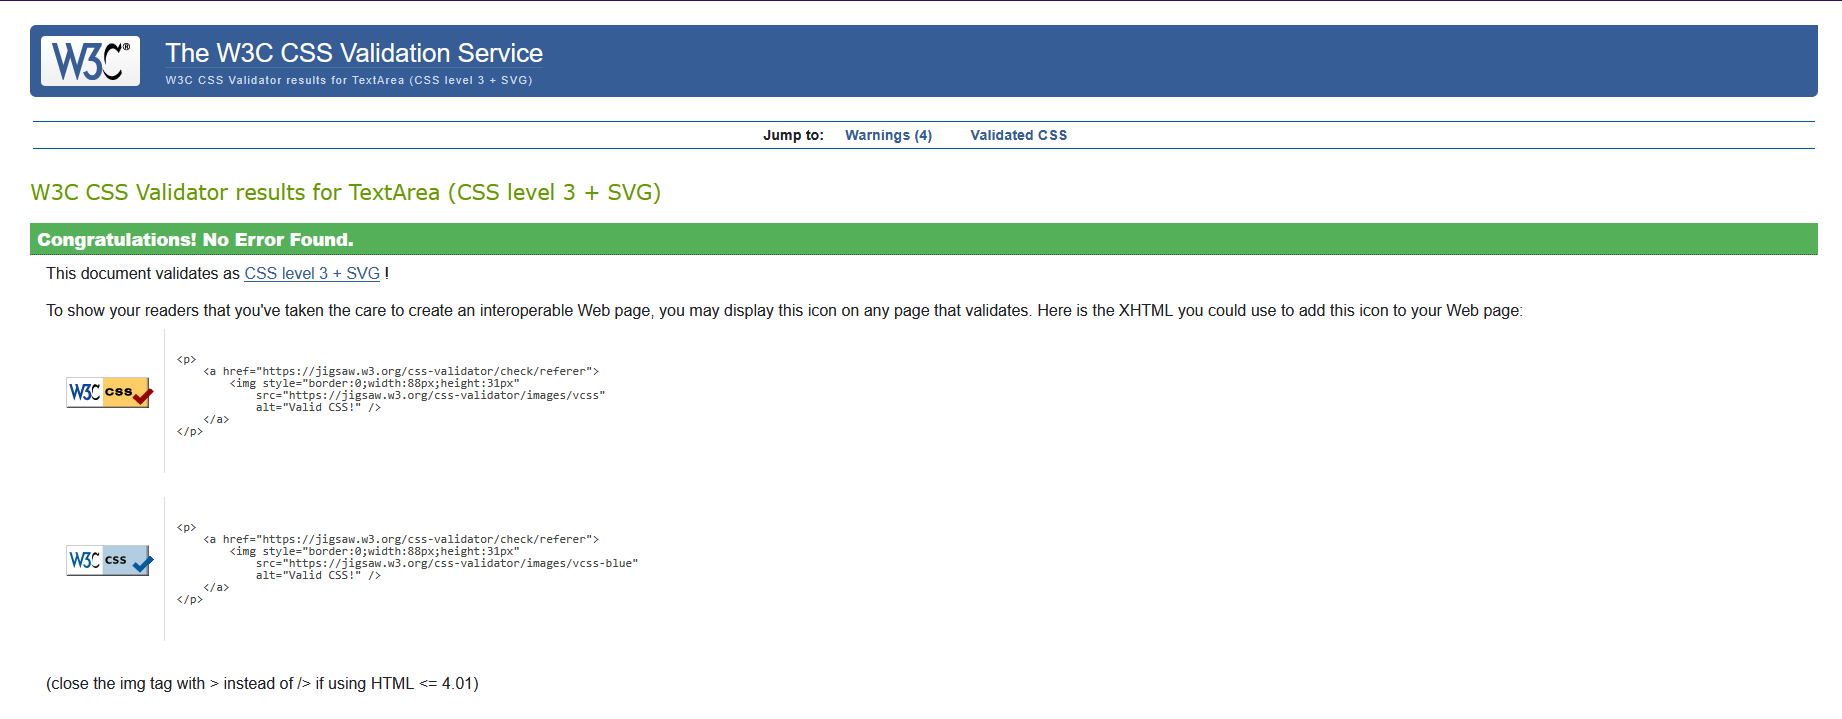 W3C®
The W3C CSS Validation Service
W3C CSS Validator results for TextArea (CSS level 3 + SVG)
Jump to: Warnings (4) Validated CSS
W3C CSS Validator results for TextArea (CSS level 3 + SVG)
Congratulations! No Error Found.
This document validates as CSS level 3 + SVG !
To show your readers that you've taken the care to create an interoperable Web page, you may display this icon on any page that validates. Here is the XHTML you could use to add this icon to your Web page:
W3C css
<p>
    <a href="https://jigsaw.w3.org/css-validator/check/referer">
        <img style="border:0;width:88px;height:31px"
            src="https://jigsaw.w3.org/css-validator/images/vcss"
            alt="Valid CSS!" />
    </a>
</p>
W3C css
<p>
    <a href="https://jigsaw.w3.org/css-validator/check/referer">
        <img style="border:0;width:88px;height:31px"
            src="https://jigsaw.w3.org/css-validator/images/vcss-blue"
            alt="Valid CSS!" />
    </a>
</p>
(close the img tag with > instead of /> if using HTML <= 4.01)